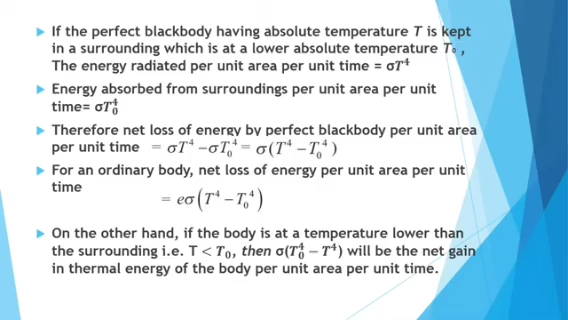 If the perfect blackbody having absolute temperature T is kept
in a surrounding which is at a lower absolute temperature T₀ ,
The energy radiated per unit area per unit time = σT⁴
Energy absorbed from surroundings per unit area per unit
time= σT₀⁴
Therefore net loss of energy by perfect blackbody per unit area
per unit time = σT⁴ –σT₀⁴ = σ(T⁴ –T₀⁴ )
For an ordinary body, net loss of energy per unit area per unit
time
= eσ(T⁴ –T₀⁴)
On the other hand, if the body is at a temperature lower than
the surrounding i.e. T < T₀, then σ(T₀⁴ – T⁴) will be the net gain
in thermal energy of the body per unit area per unit time.